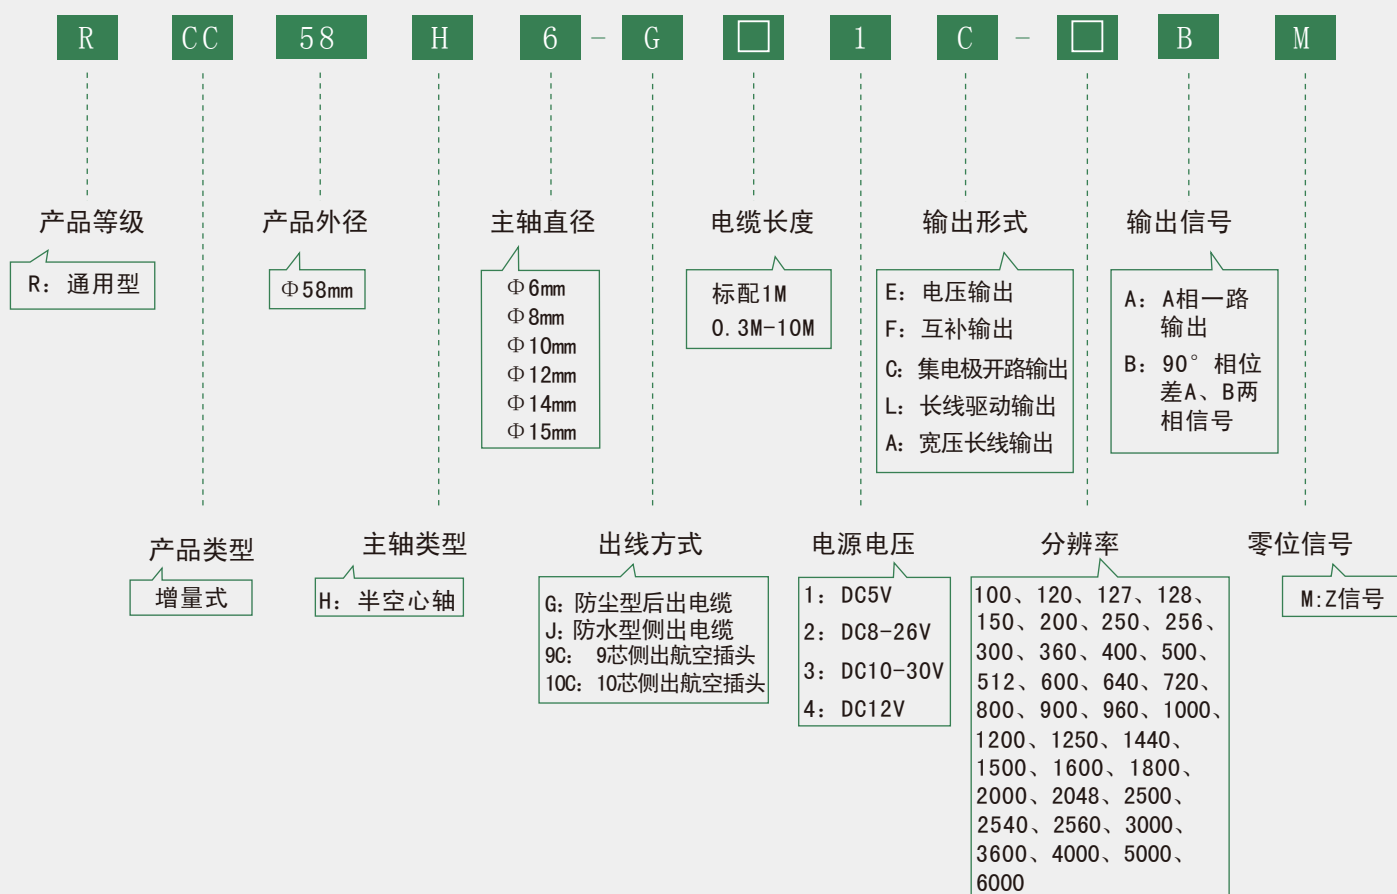 R CC 58 H 6 - G □ 1 C - □ B M
产品等级
R: 通用型
产品外径
Φ58mm
主轴直径
Φ6mm
Φ8mm
Φ10mm
Φ12mm
Φ14mm
Φ15mm
电缆长度
标配1M
0.3M-10M
输出形式
E: 电压输出
F: 互补输出
C: 集电极开路输出
L: 长线驱动输出
A: 宽压长线输出
输出信号
A: A相一路
输出
B: 90° 相位
差A、B两
相信号
产品类型
增量式
主轴类型
H: 半空心轴
出线方式
G: 防尘型后出电缆
J: 防水型侧出电缆
9C: 9芯侧出航空插头
10C: 10芯侧出航空插头
电源电压
1: DC5V
2: DC8-26V
3: DC10-30V
4: DC12V
分辨率
100、120、127、128、
150、200、250、256、
300、360、400、500、
512、600、640、720、
800、900、960、1000、
1200、1250、1440、
1500、1600、1800、
2000、2048、2500、
2540、2560、3000、
3600、4000、5000、
6000
零位信号
M:Z信号